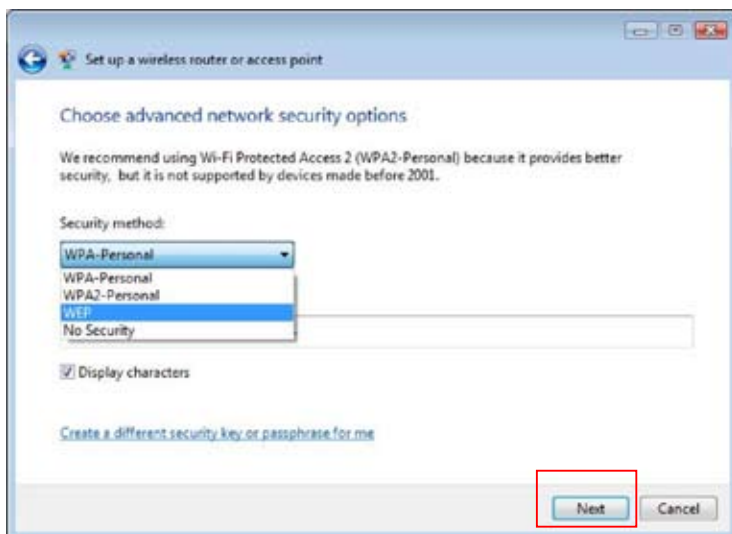 Set up a wireless router or access point
Choose advanced network security options
We recommend using Wi-Fi Protected Access 2 (WPA2-Personal) because it provides better
security, but it is not supported by devices made before 2001.
Security method:
WPA-Personal
WPA-Personal
WPA2-Personal
WEP
No Security
Display characters
Create a different security key or passphrase for me
Next
Cancel